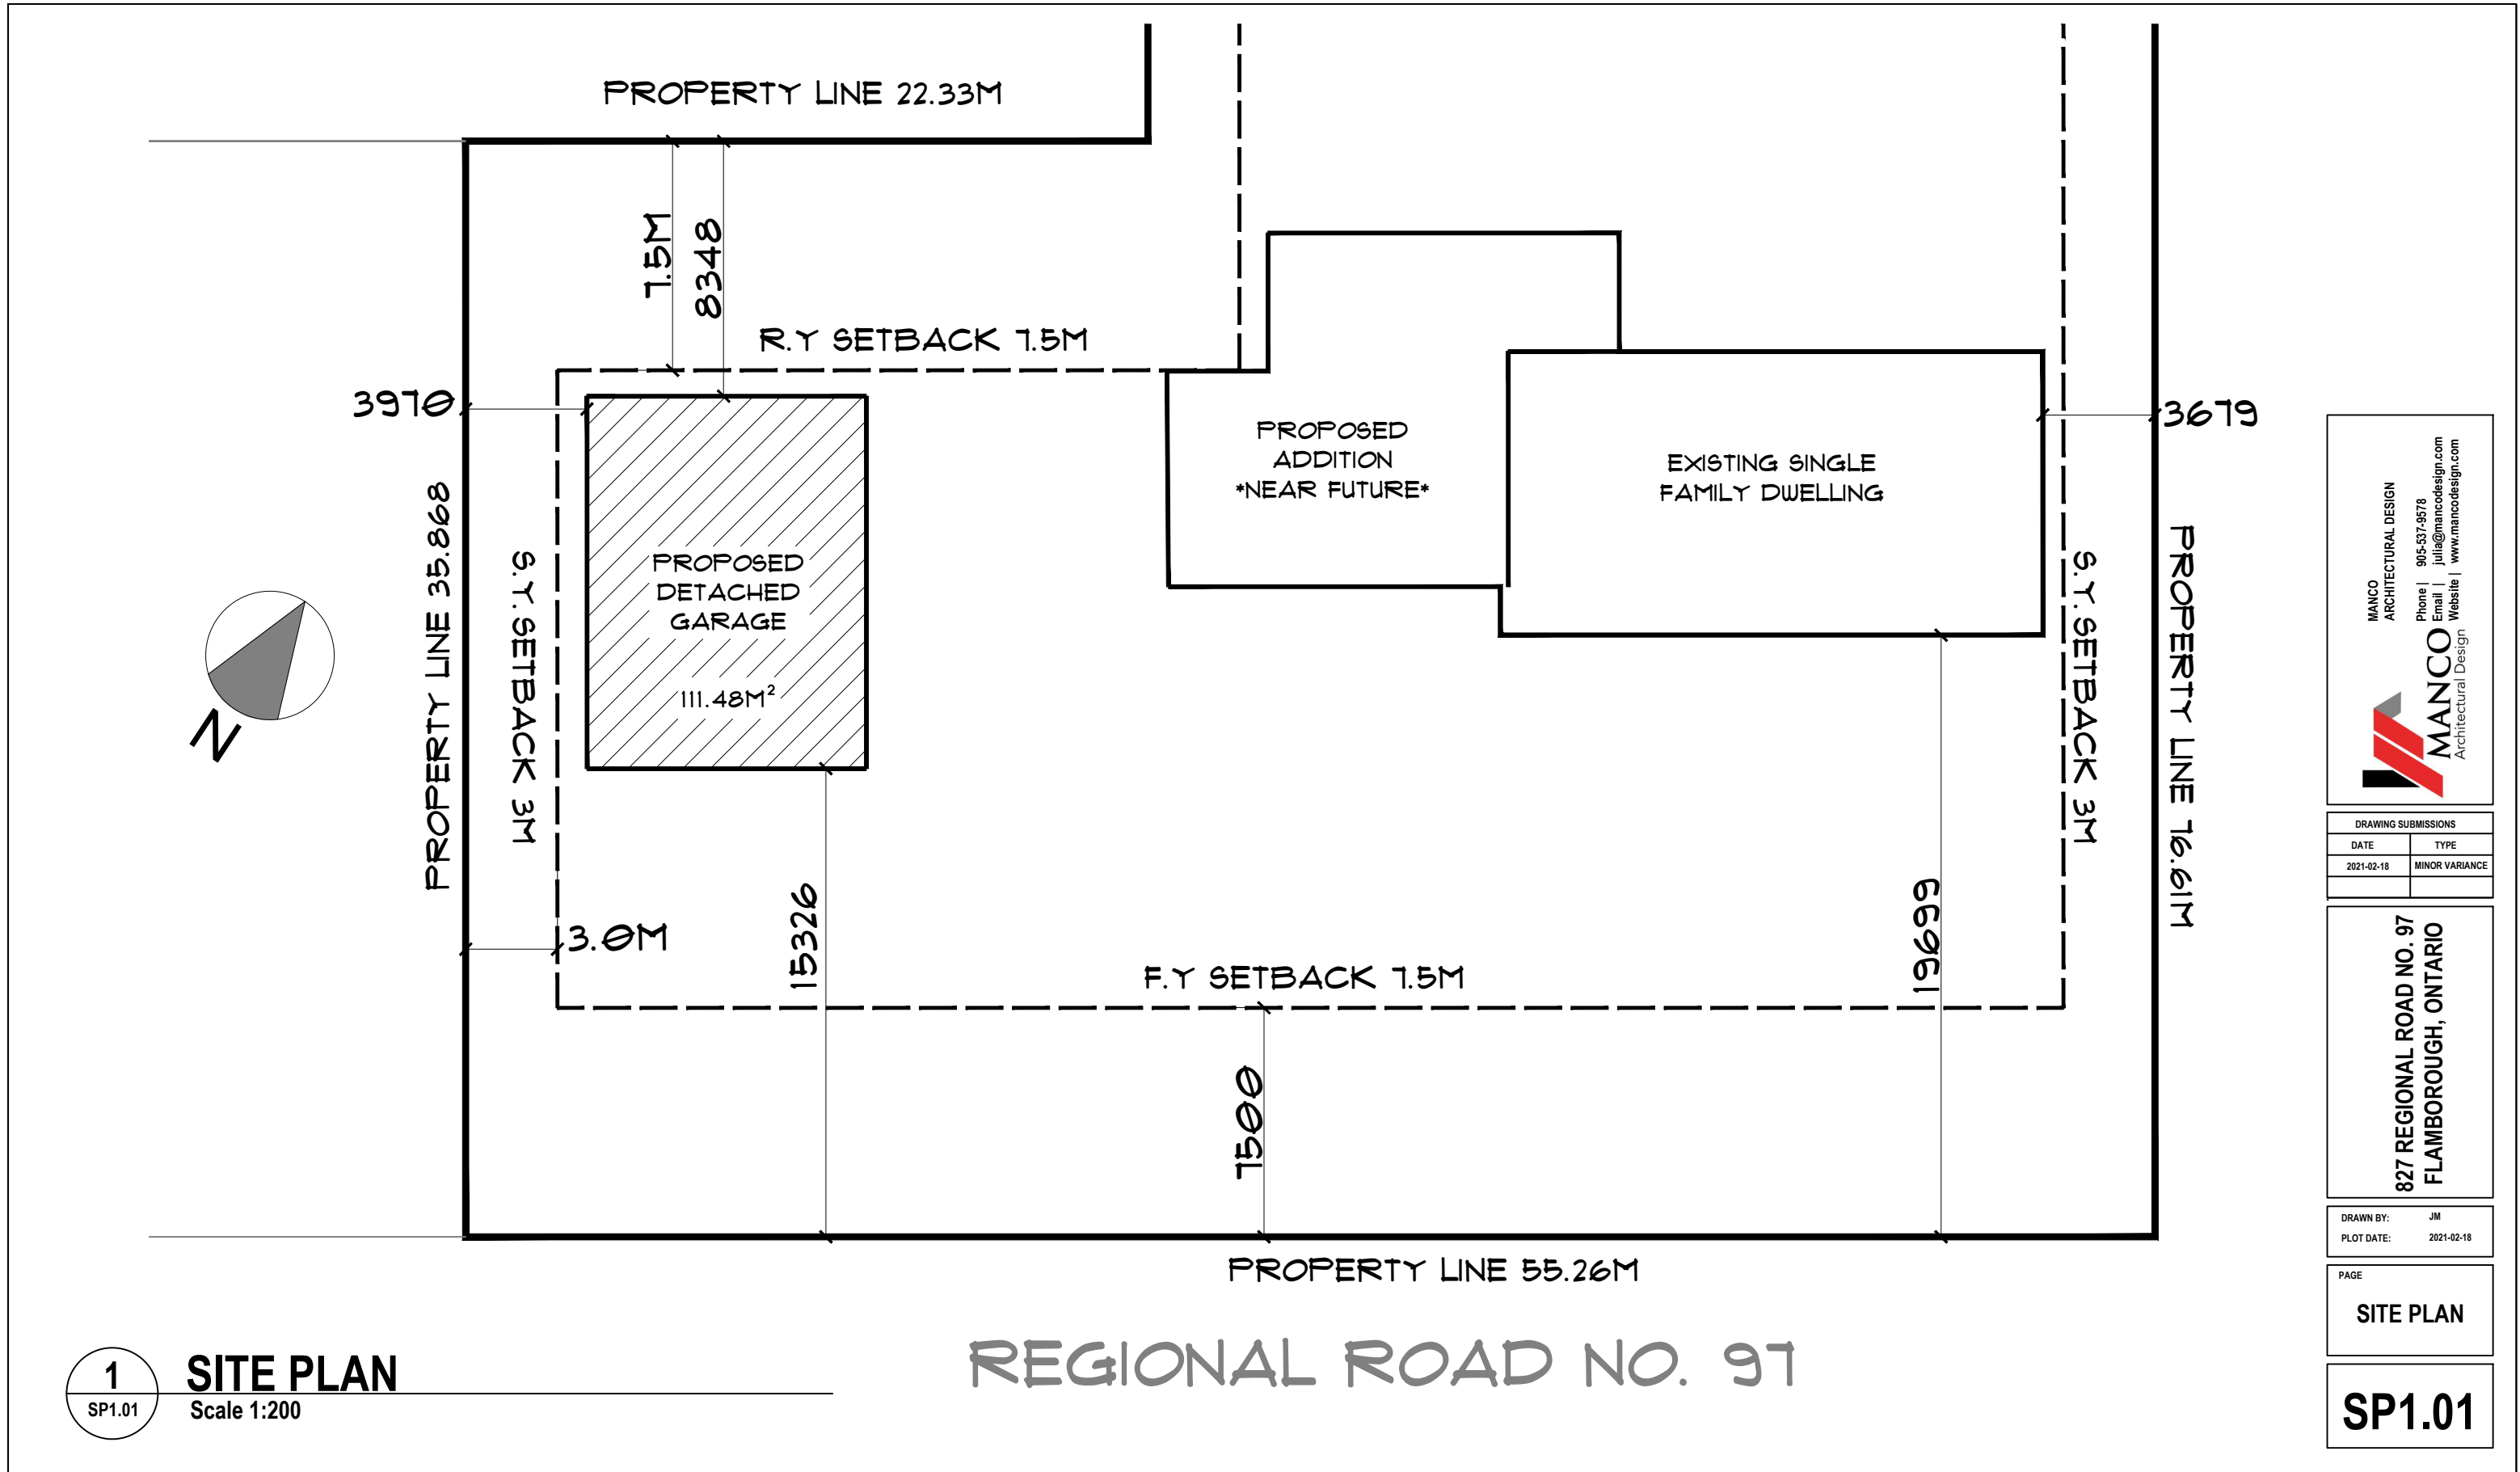 PROPERTY LINE 22.33M
7.5M
8348
R.Y SETBACK 7.5M
3970
3679
PROPOSED
ADDITION
*NEAR FUTURE*
EXISTING SINGLE
FAMILY DWELLING
PROPERTY LINE 35.868
S.Y. SETBACK 3M
PROPOSED
DETACHED
GARAGE
111.48M²
S.Y. SETBACK 3M
PROPERTY LINE 76.61M
N
3.0M
15326
19699
F.Y SETBACK 7.5M
7500
PROPERTY LINE 55.26M
REGIONAL ROAD NO. 97
1
SP1.01
SITE PLAN
Scale 1:200
MANCO
ARCHITECTURAL DESIGN
Phone | 905-537-9578
Email | julia@mancodesign.com
Website | www.mancodesign.com
MANCO
Architectural Design
DRAWING SUBMISSIONS
DATE TYPE
2021-02-18 MINOR VARIANCE
827 REGIONAL ROAD NO. 97
FLAMBOROUGH, ONTARIO
DRAWN BY: JM
PLOT DATE: 2021-02-18
PAGE
SITE PLAN
SP1.01